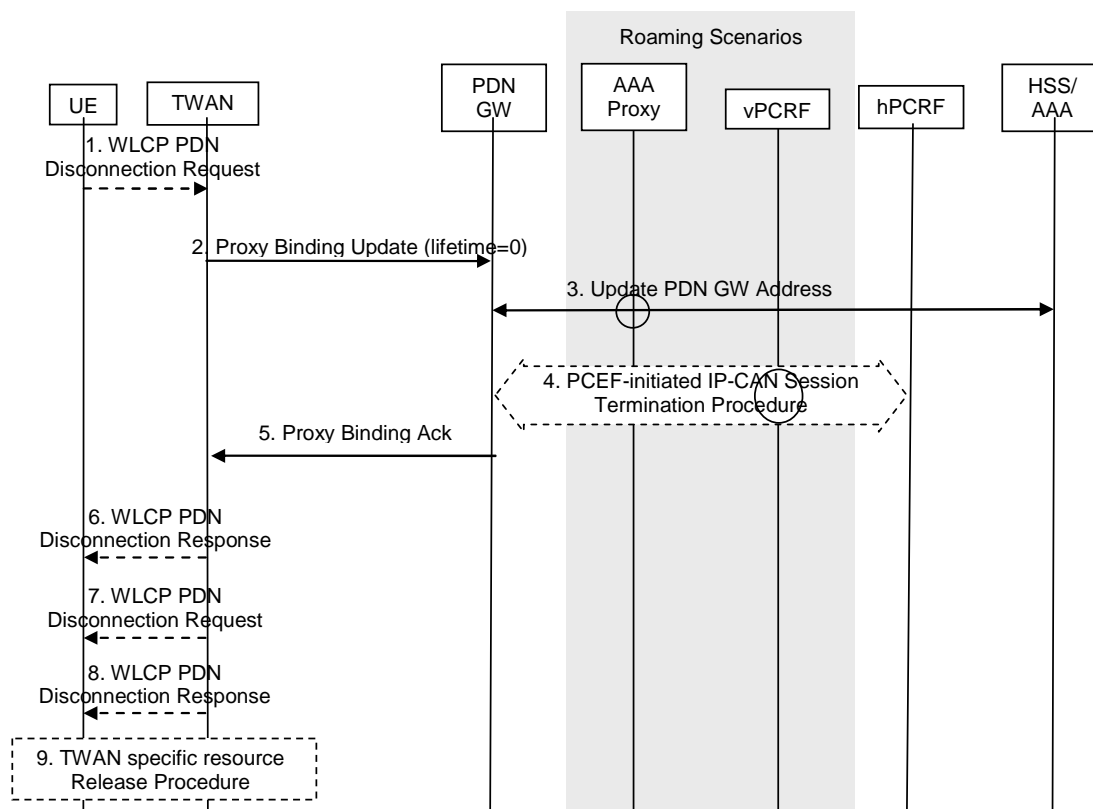 Roaming Scenarios
UE
TWAN
PDN
GW
AAA
Proxy
vPCRF
hPCRF
HSS/
AAA
1. WLCP PDN
Disconnection Request
2. Proxy Binding Update (lifetime=0)
3. Update PDN GW Address
4. PCEF-initiated IP-CAN Session
Termination Procedure
5. Proxy Binding Ack
6. WLCP PDN
Disconnection Response
7. WLCP PDN
Disconnection Request
8. WLCP PDN
Disconnection Response
9. TWAN specific resource
Release Procedure